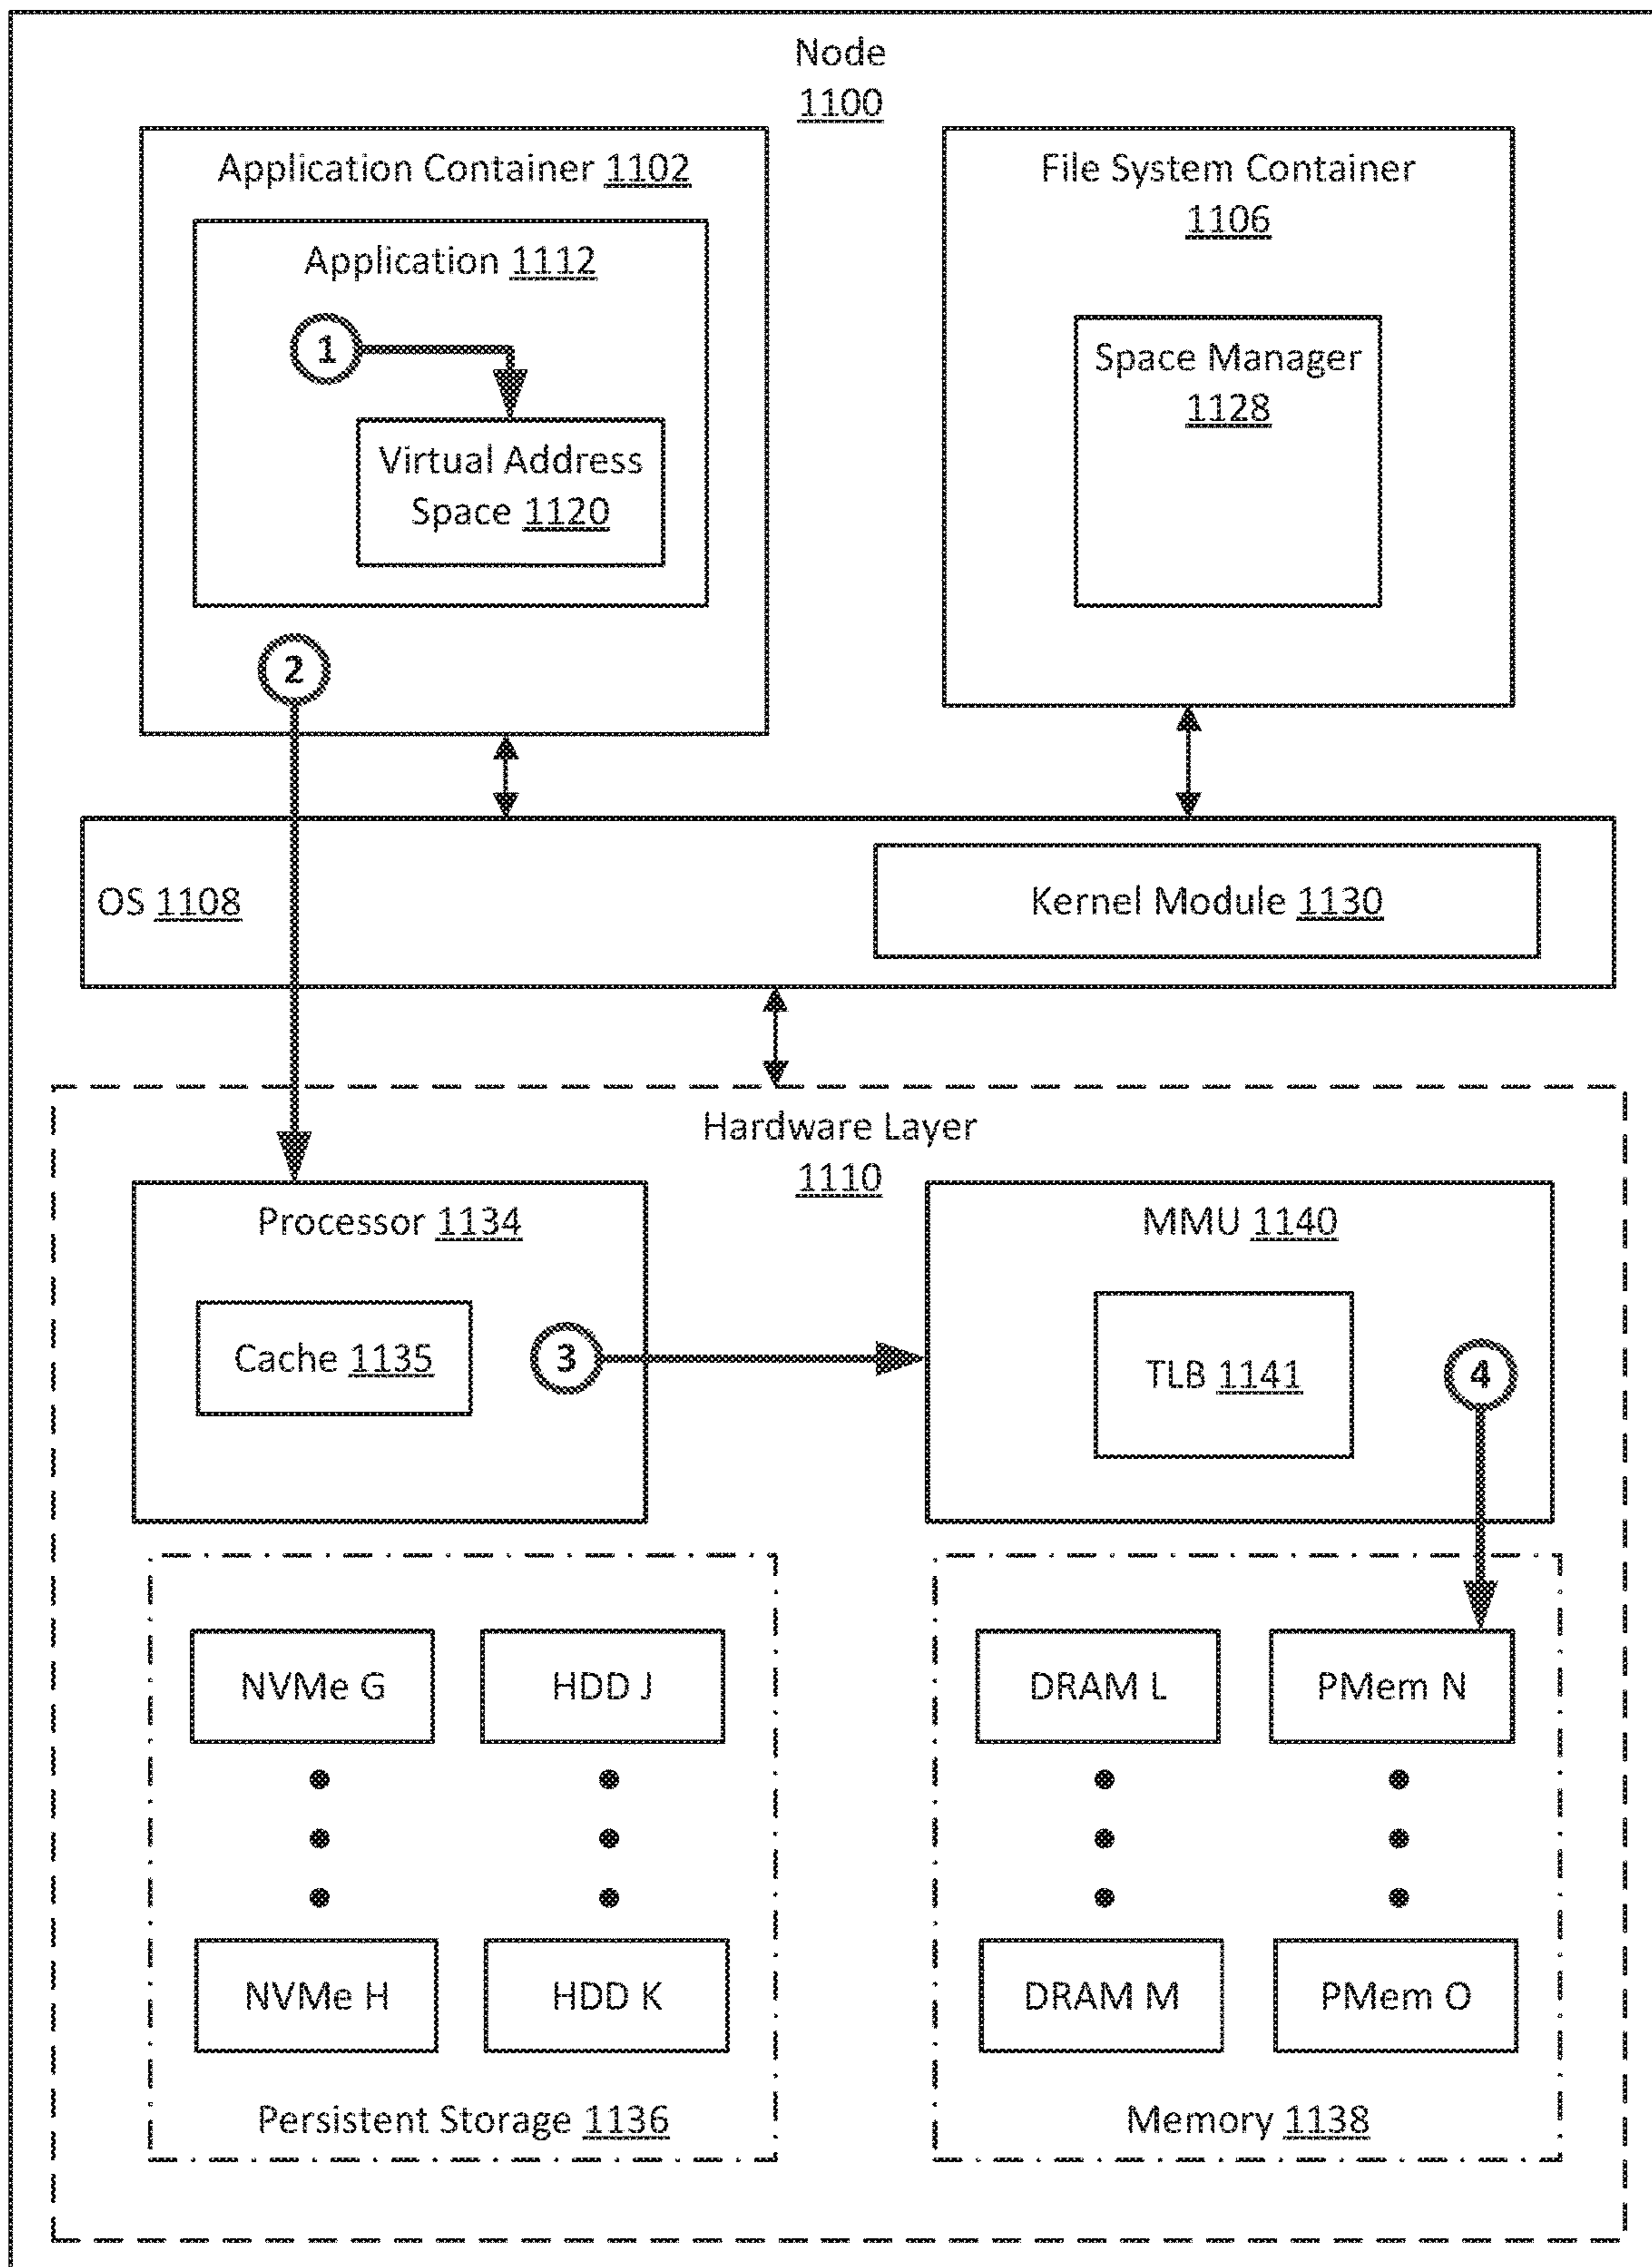 Node
1100
Application Container 1102
Application 1112
1
Virtual Address
Space 1120
2
File System Container
1106
Space Manager
1128
OS 1108
Kernel Module 1130
Hardware Layer
1110
Processor 1134
Cache 1135
3
MMU 1140
TLB 1141
4
NVMe G
HDD J
NVMe H
HDD K
Persistent Storage 1136
DRAM L
PMem N
DRAM M
PMem O
Memory 1138